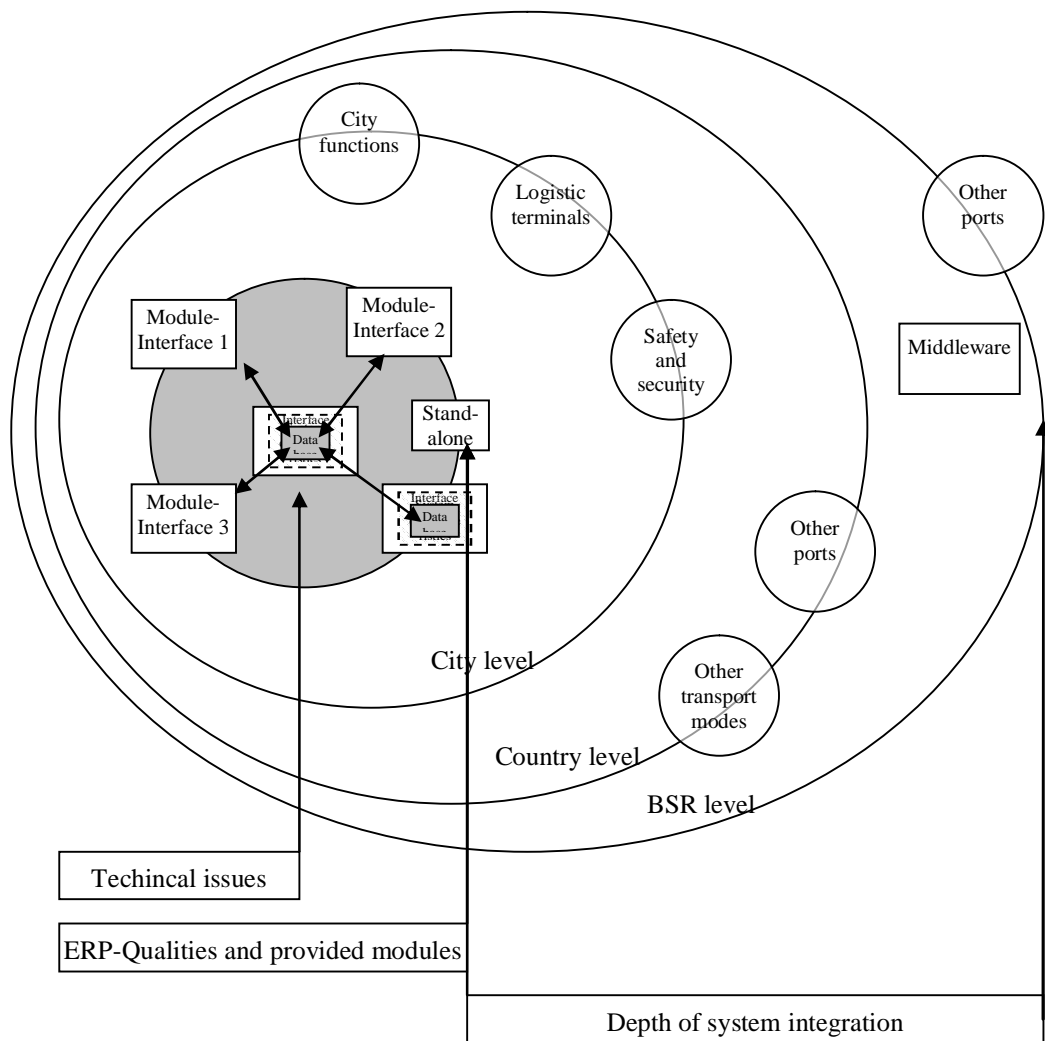 City
functions
Logistic
terminals
Other
ports
Module-
Interface 1
Module-
Interface 2
Safety
and
security
Middleware
Stand-
alone
Interface
Data
Module-
Interface 3
Interface
Data
Other
ports
City level
Other
transport
modes
Country level
BSR level
Techincal issues
ERP-Qualities and provided modules
Depth of system integration